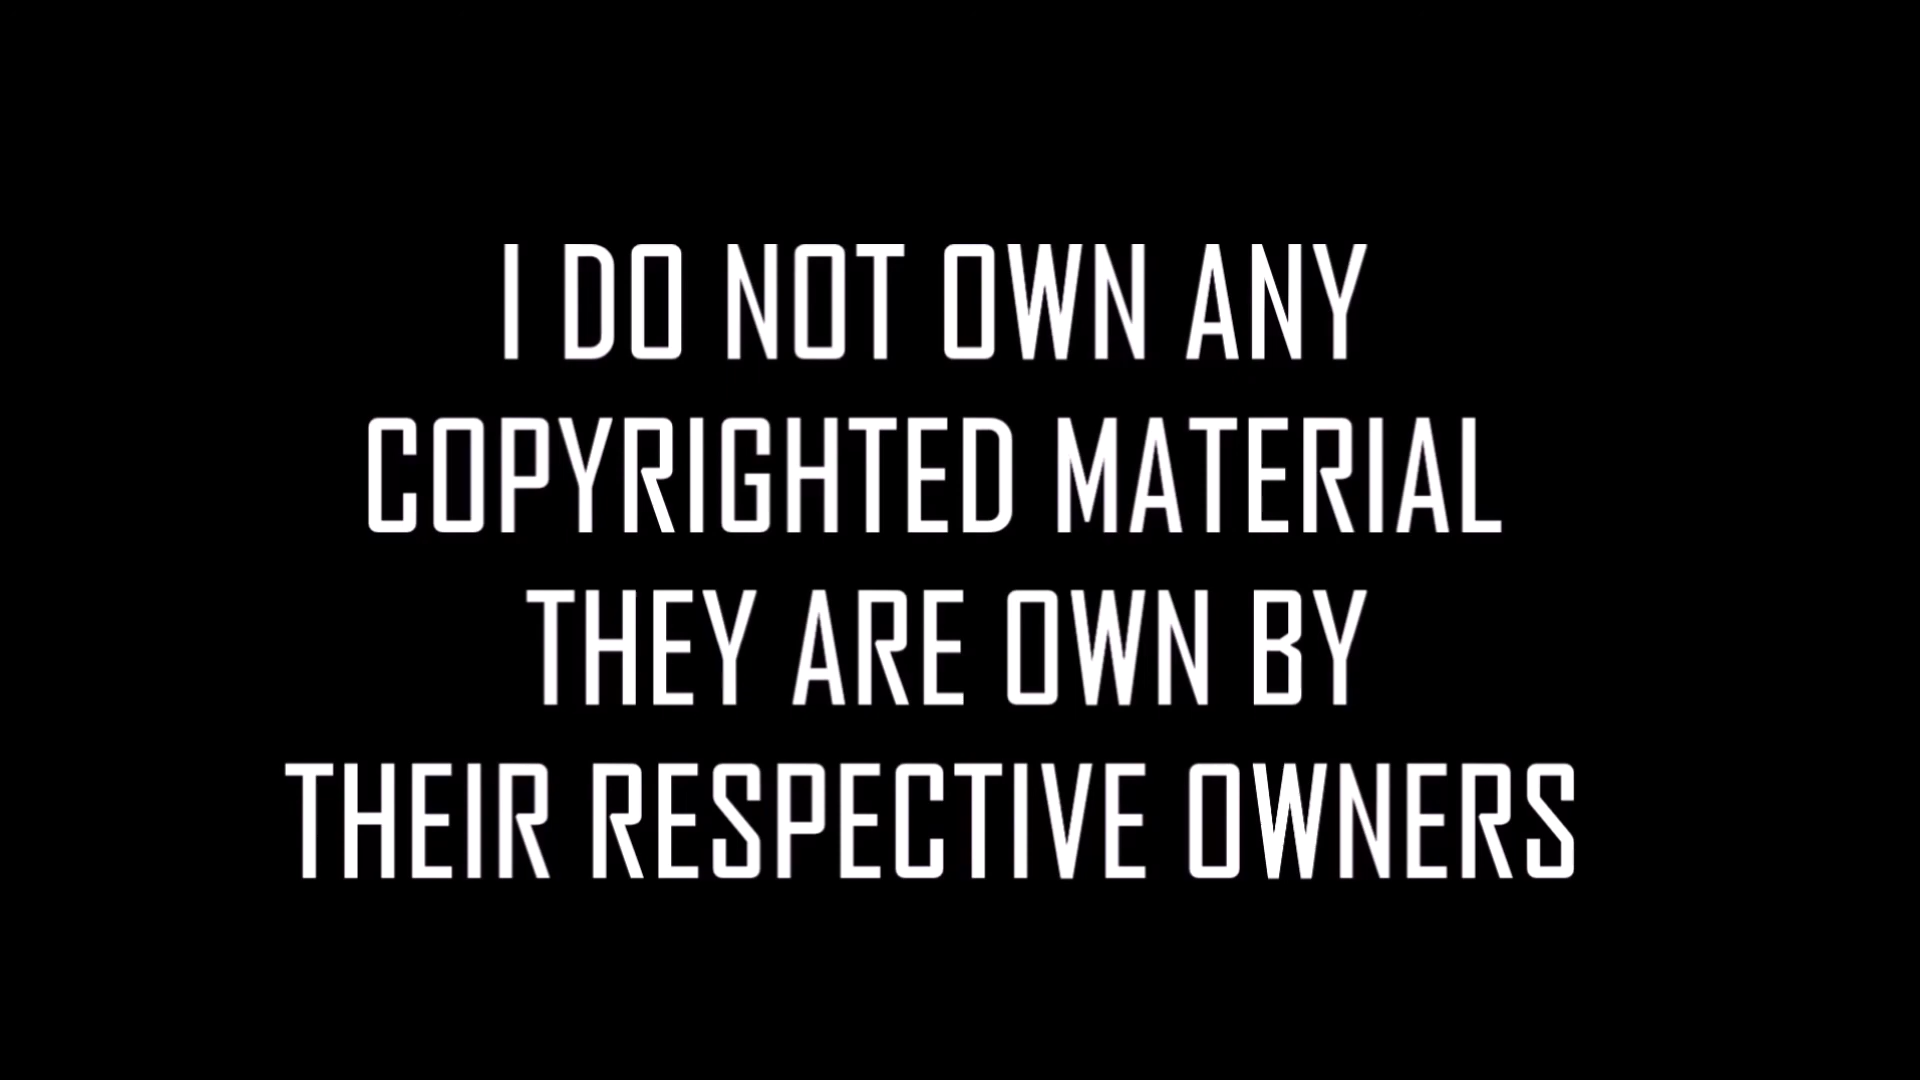 I DO NOT OWN ANY
COPYRIGHTED MATERIAL
THEY ARE OWN BY
THEIR RESPECTIVE OWNERS